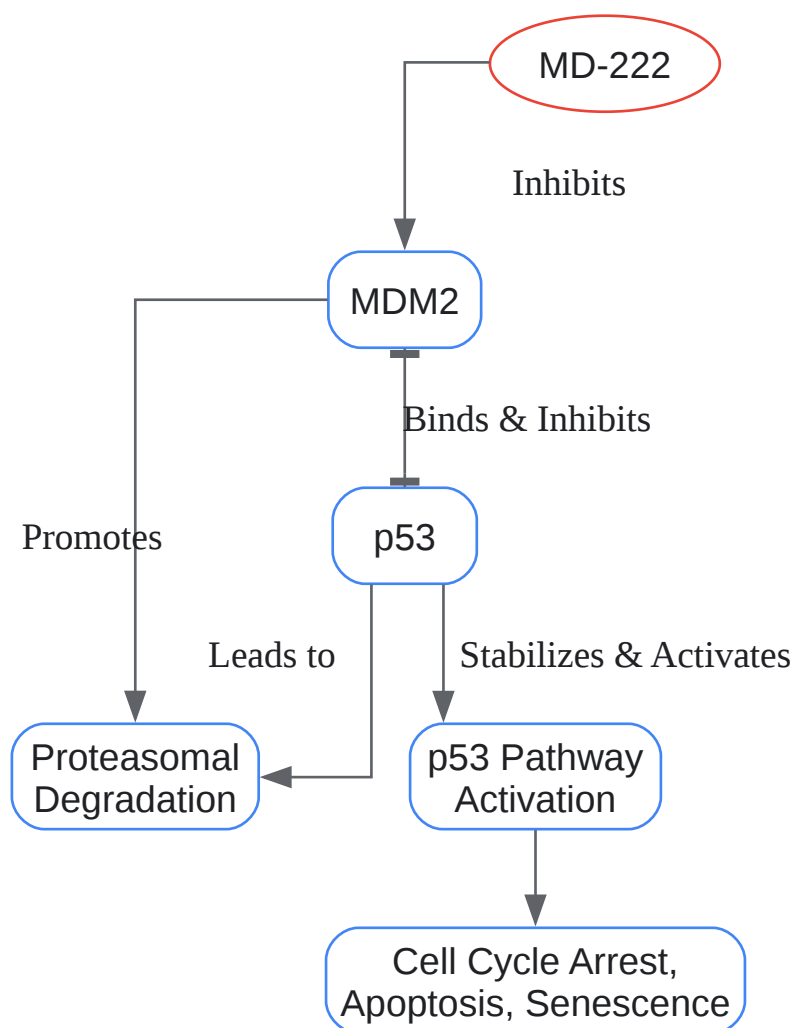 MD-222
Inhibits
MDM2
Binds & Inhibits
p53
Promotes
Leads to
Stabilizes & Activates
Proteasomal
Degradation
p53 Pathway
Activation
Cell Cycle Arrest,
Apoptosis, Senescence